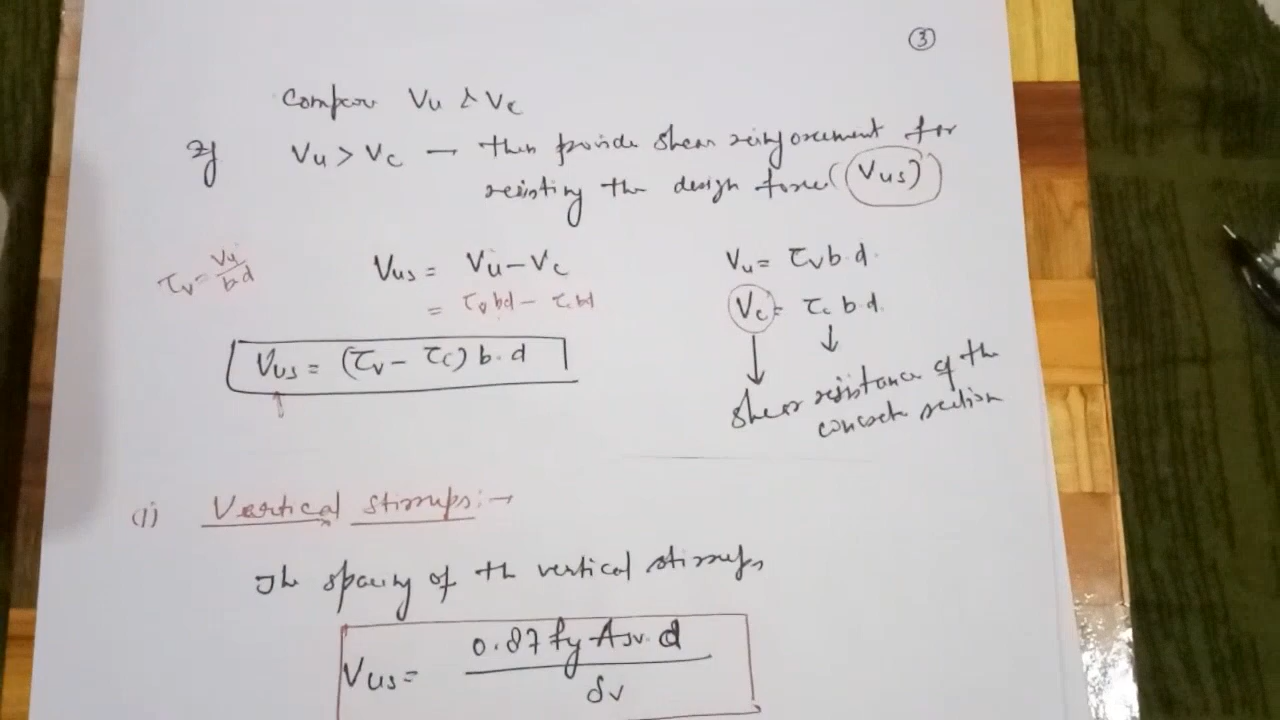 ③
Compare Vu & Vc
If Vu > Vc — then provide shear reinforcement for
resisting the design force (Vus)
τv = Vu/b.d
Vus = Vu - Vc
= τv bd - τc bd
Vus = (τv - τc) b.d
Vu = τv b.d.
Vc = τc b.d.
↓ ↓
Shear resistance of the
concrete section
(1) Vertical stirrups:→
The spacing of the vertical stirrups
Vus = 0.87 fy Asv. d / Sv